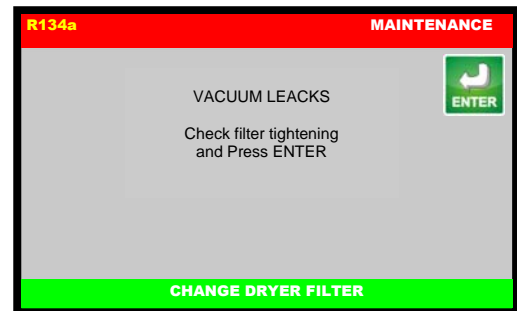 R134a MAINTENANCE
VACUUM LEACKS
ENTER
Check filter tightening
and Press ENTER
CHANGE DRYER FILTER